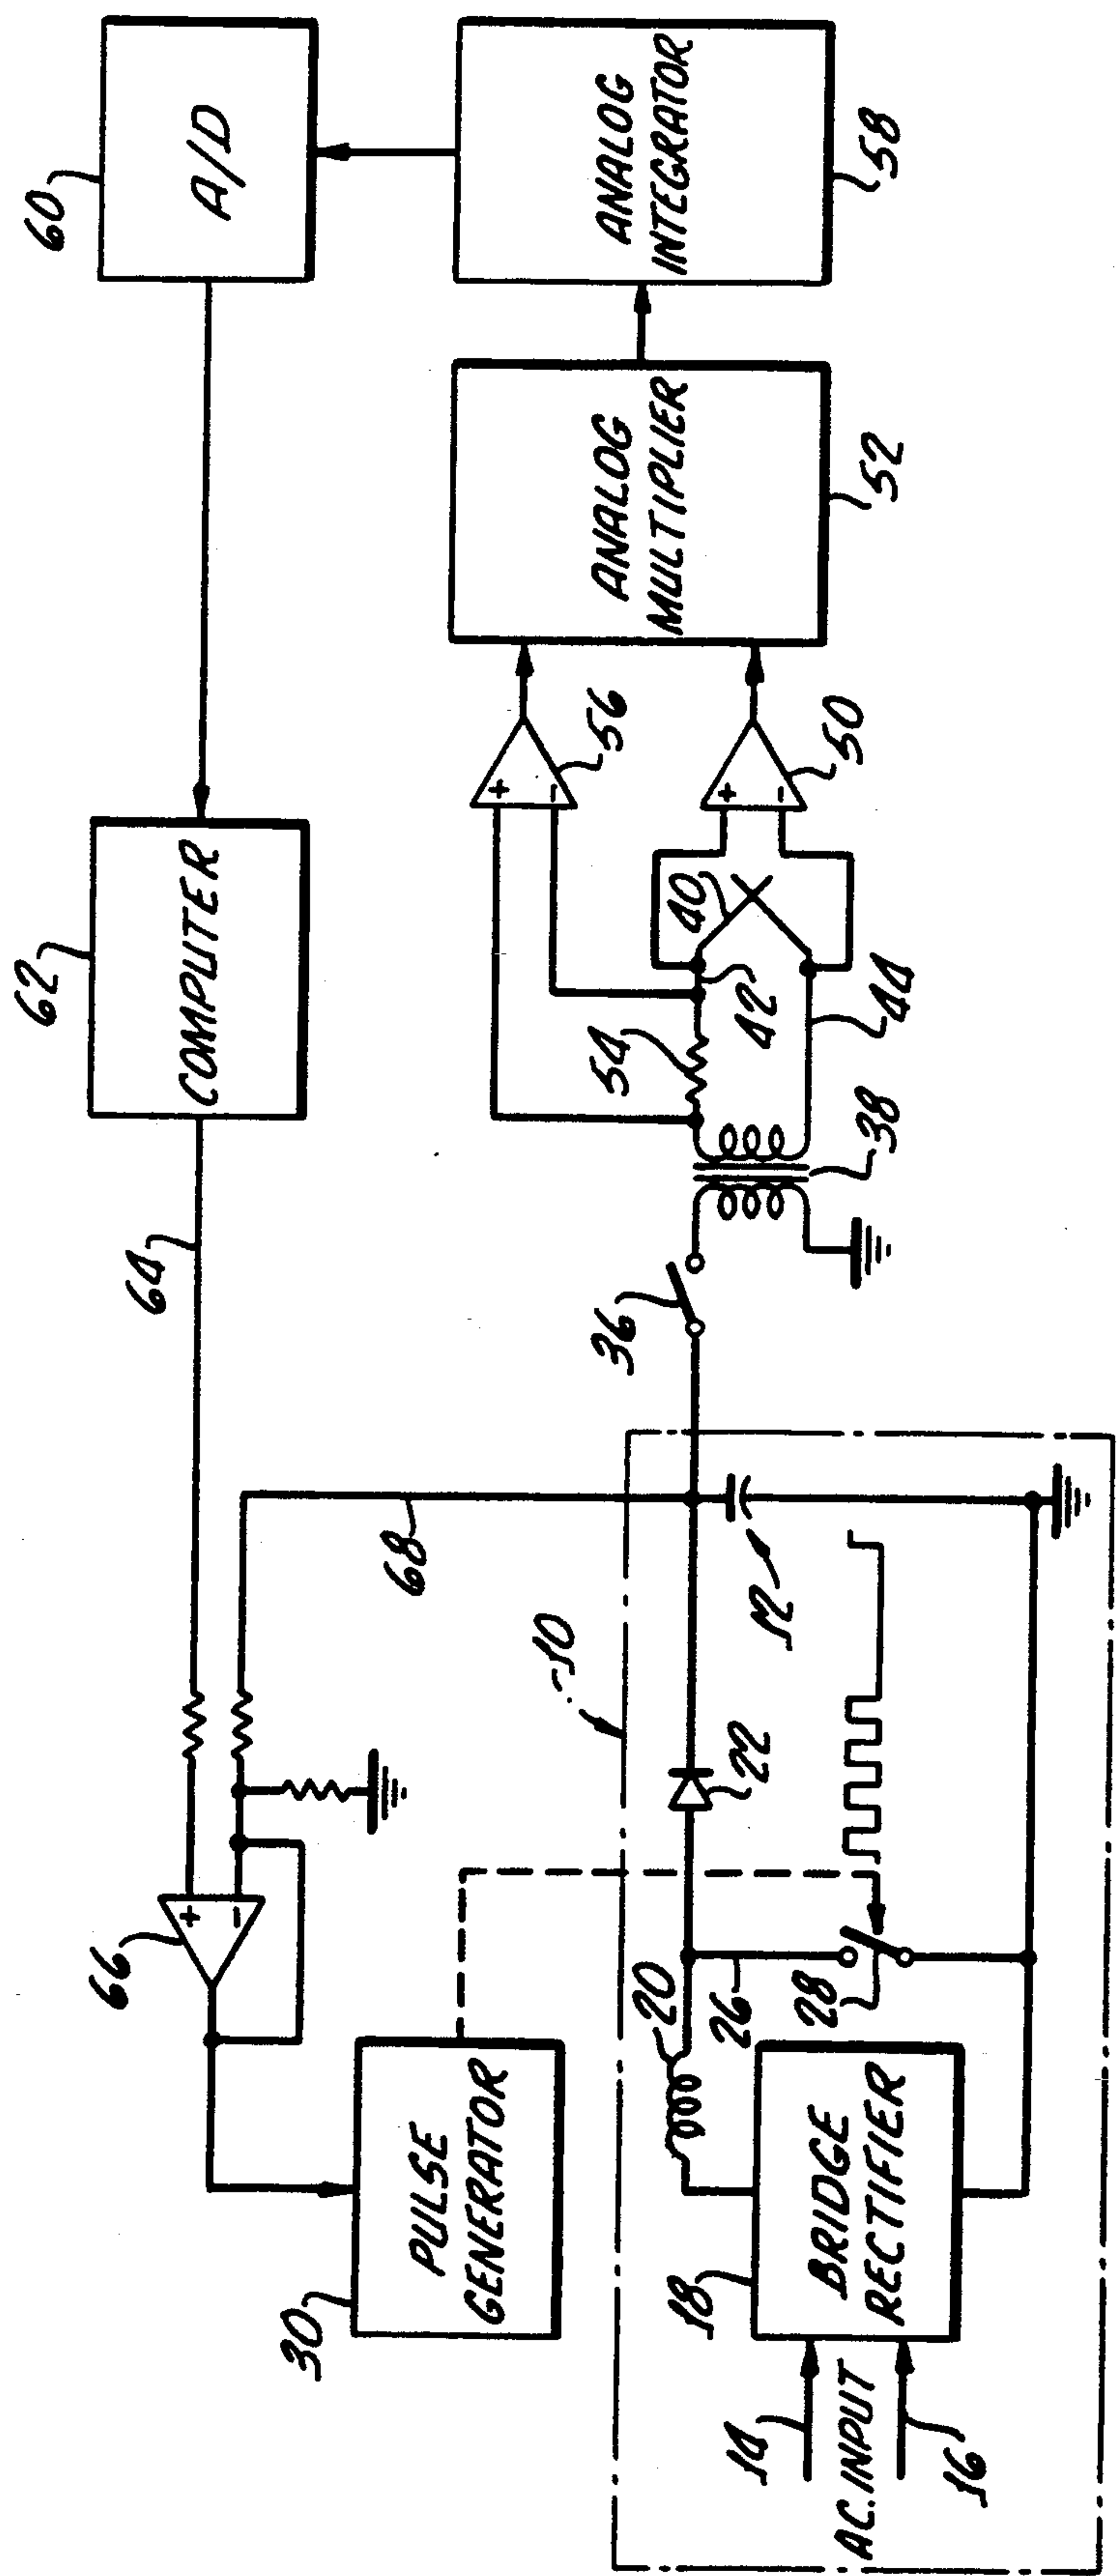 60
A/D
62
COMPUTER
64
66
+
-
68
30
PULSE
GENERATOR
10
14
16
A.C. INPUT
18
BRIDGE
RECTIFIER
20
26
28
22
12
36
38
54
42
40
44
+
-
56
+
-
50
ANALOG
MULTIPLIER
52
ANALOG
INTEGRATOR
58